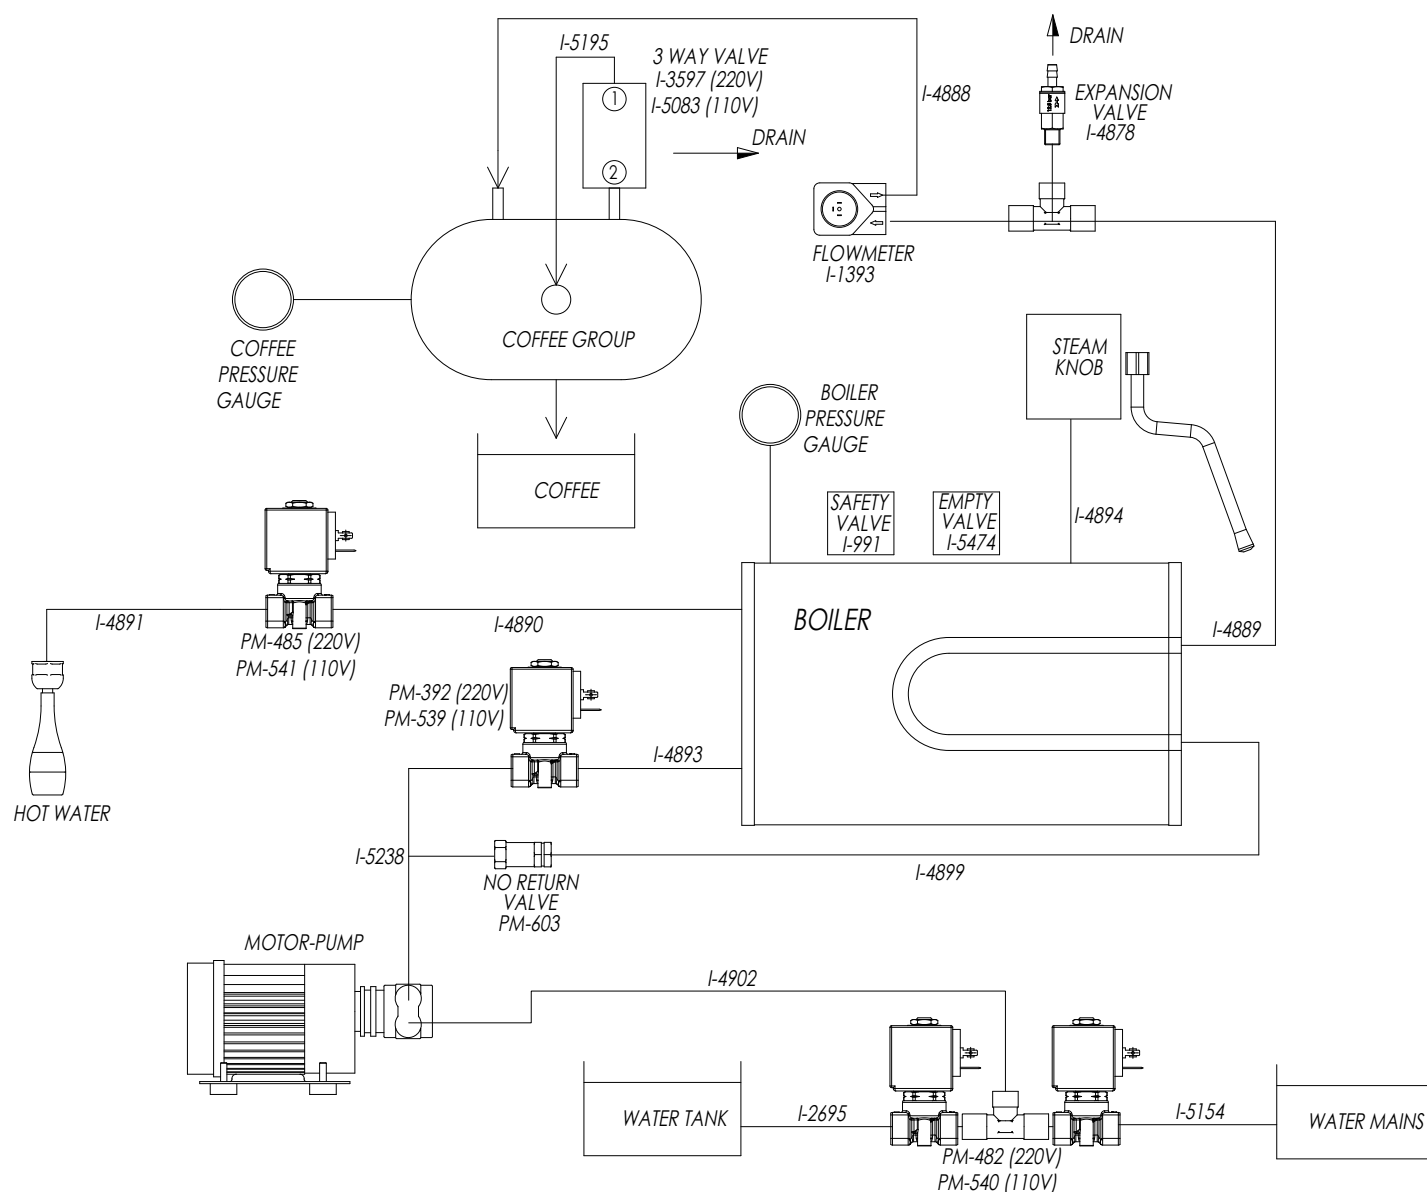 I-5195
3 WAY VALVE
I-3597 (220V)
I-5083 (110V)
1
2
DRAIN
I-4888
DRAIN
EXPANSION
VALVE
I-4878
FLOWMETER
I-1393
COFFEE
PRESSURE
GAUGE
COFFEE GROUP
COFFEE
BOILER
PRESSURE
GAUGE
STEAM
KNOB
SAFETY
VALVE
I-991
EMPTY
VALVE
I-5474
I-4894
I-4891
PM-485 (220V)
PM-541 (110V)
I-4890
BOILER
I-4889
HOT WATER
PM-392 (220V)
PM-539 (110V)
I-4893
I-5238
NO RETURN
VALVE
PM-603
I-4899
MOTOR-PUMP
I-4902
WATER TANK
I-2695
PM-482 (220V)
PM-540 (110V)
I-5154
WATER MAINS